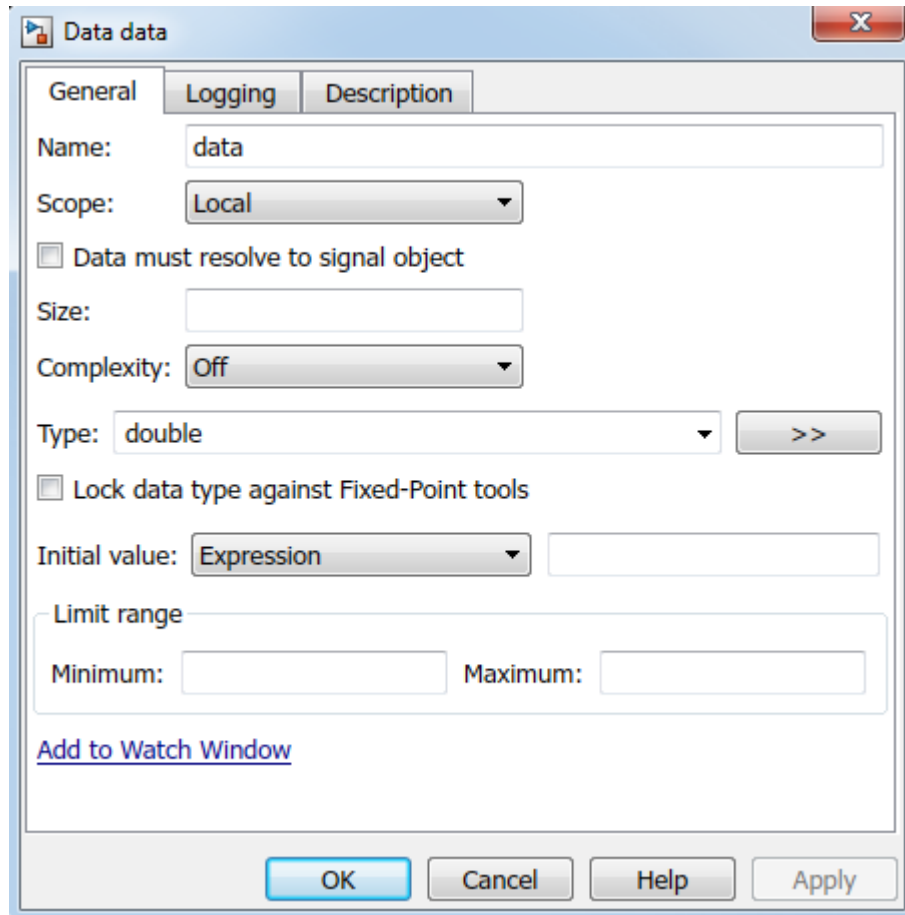 Data data
General Logging Description
Name: data
Scope: Local
Data must resolve to signal object
Size:
Complexity: Off
Type: double >>
Lock data type against Fixed-Point tools
Initial value: Expression
Limit range
Minimum: Maximum:
Add to Watch Window
OK Cancel Help Apply